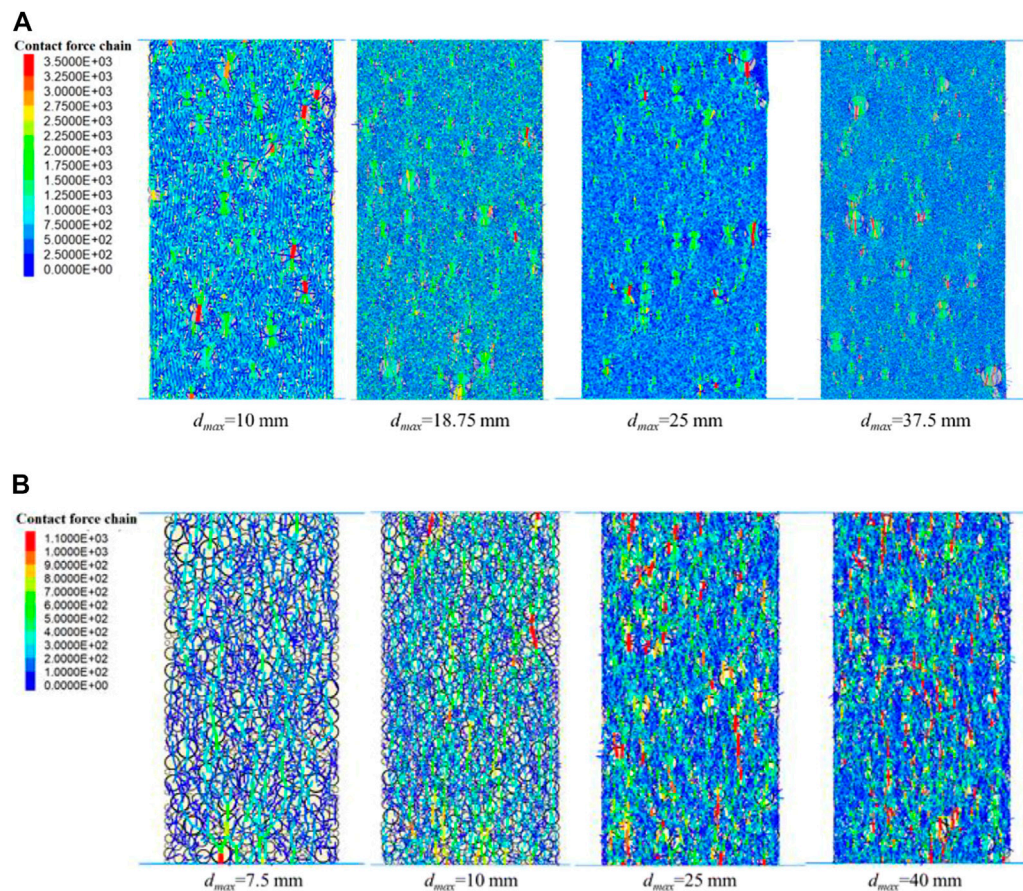 A
Contact force chain
3.5000E+03
3.2500E+03
3.0000E+03
2.7500E+03
2.5000E+03
2.2500E+03
2.0000E+03
1.7500E+03
1.5000E+03
1.2500E+03
1.0000E+03
7.5000E+02
5.0000E+02
2.5000E+02
0.0000E+00
dmax=10 mm
dmax=18.75 mm
dmax=25 mm
dmax=37.5 mm
B
Contact force chain
1.1000E+03
1.0000E+03
9.0000E+02
8.0000E+02
7.0000E+02
6.0000E+02
5.0000E+02
4.0000E+02
3.0000E+02
2.0000E+02
1.0000E+02
0.0000E+00
dmax=7.5 mm
dmax=10 mm
dmax=25 mm
dmax=40 mm